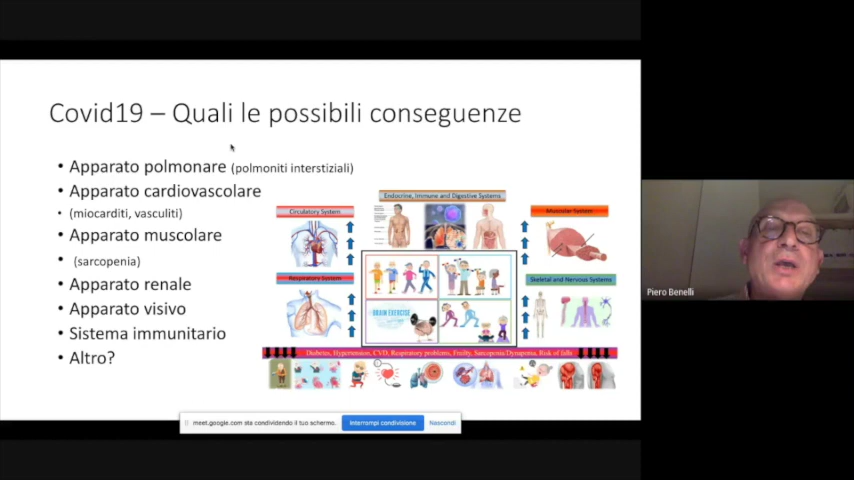 Covid19 – Quali le possibili conseguenze
• Apparato polmonare (polmoniti interstiziali)
• Apparato cardiovascolare
• (miocarditi, vasculiti)
• Apparato muscolare
• (sarcopenia)
• Apparato renale
• Apparato visivo
• Sistema immunitario
• Altro?
Endocrine, Immune and Digestive Systems
Circulatory System
Muscular System
Respiratory System
Skeletal and Nervous Systems
BRAIN EXERCISE
Diabetes, Hypertension, CVD, Respiratory problems, Frailty, Sarcopenia/Dynapenia, Risk of falls
Piero Benelli
meet.google.com sta condividendo il tuo schermo.
Interrompi condivisione
Nascondi